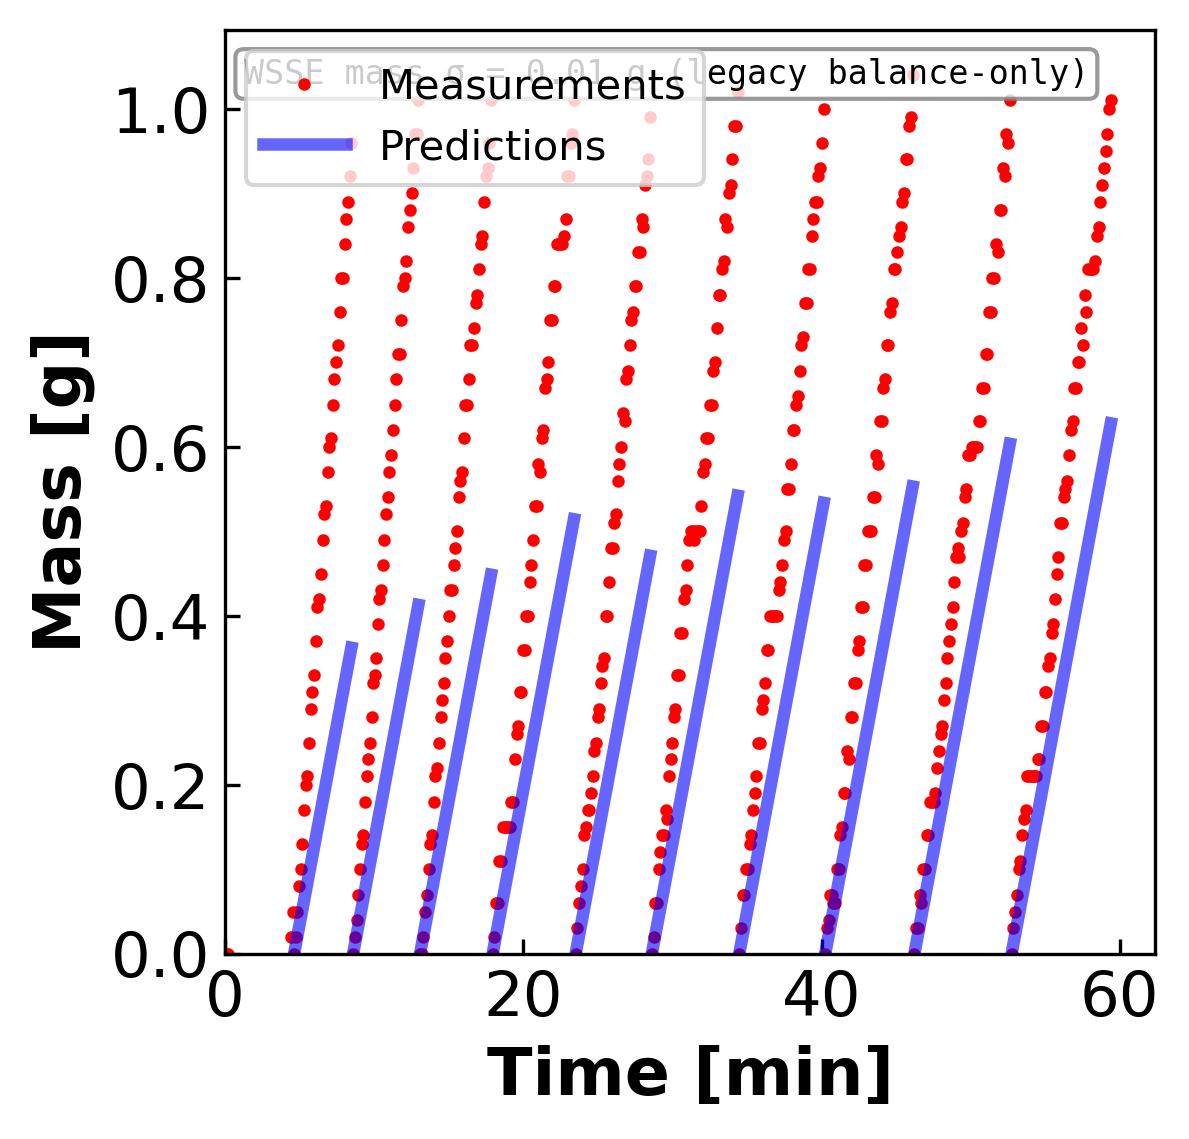 WSSE mass σ = 0.01 g (legacy balance-only)
Measurements
Predictions
1.0
0.8
0.6
0.4
0.2
0.0
Mass [g]
0 20 40 60
Time [min]